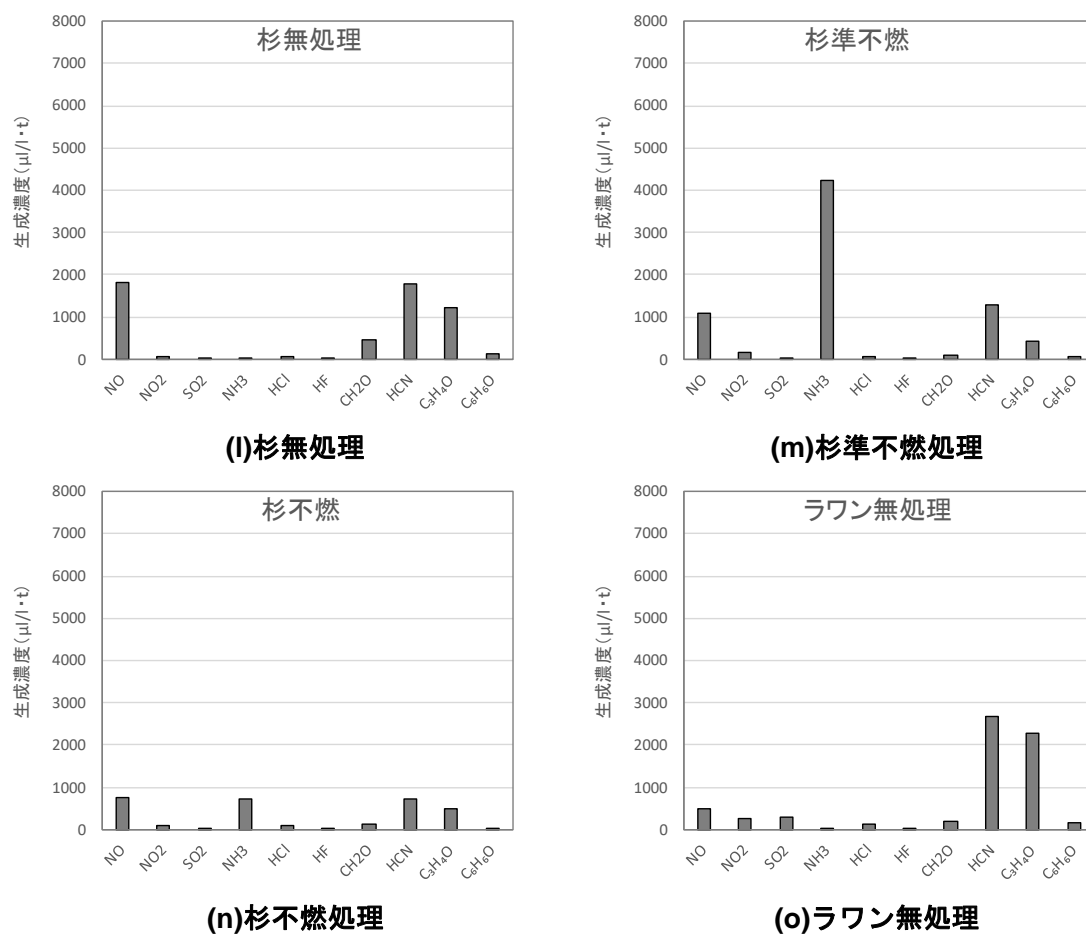 杉無処理
8000
7000
6000
5000
4000
3000
2000
1000
0
生成濃度(µl/l・t)
NO
NO2
SO2
NH3
HCl
HF
CH2O
HCN
C₃H₄O
C₆H₆O
(l)杉無処理
杉準不燃
8000
7000
6000
5000
4000
3000
2000
1000
0
生成濃度(µl/l・t)
NO
NO2
SO2
NH3
HCl
HF
CH2O
HCN
C₃H₄O
C₆H₆O
(m)杉準不燃処理
杉不燃
8000
7000
6000
5000
4000
3000
2000
1000
0
生成濃度(µl/l・t)
NO
NO2
SO2
NH3
HCl
HF
CH2O
HCN
C₃H₄O
C₆H₆O
(n)杉不燃処理
ラワン無処理
8000
7000
6000
5000
4000
3000
2000
1000
0
生成濃度(µl/l・t)
NO
NO2
SO2
NH3
HCl
HF
CH2O
HCN
C₃H₄O
C₆H₆O
(o)ラワン無処理